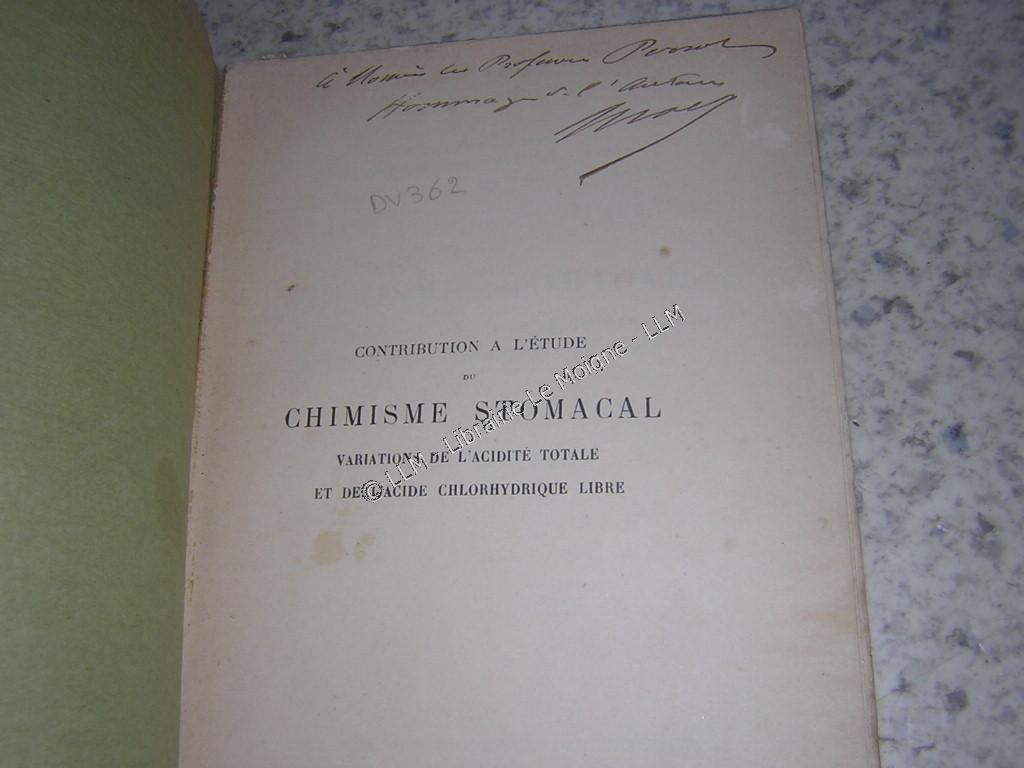 à Monsieur le Professeur
Hommage de l'Auteur
DV362
CONTRIBUTION A L'ÉTUDE
DU
CHIMISME STOMACAL
VARIATIONS DE L'ACIDITÉ TOTALE
ET DE L'ACIDE CHLORHYDRIQUE LIBRE
© LLM - Librairie Le Moigne - LLM